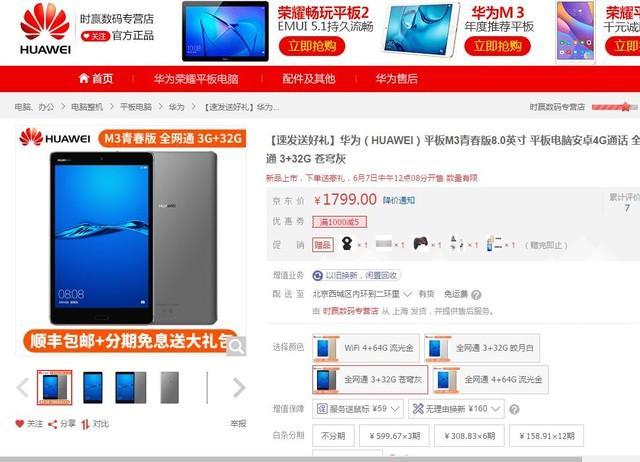 HUAWEI
时赢数码专营店
关注 官方正品
荣耀畅玩平板2
EMUI 5.1持久流畅
立即抢购
华为M 3
年度推荐平板
立即抢购
荣耀
千元诚
立即
首页
华为荣耀平板电脑
配件及其他
华为售后
电脑、办公 > 电脑整机 > 平板电脑 > 华为 > 【速发送好礼】华为...
时赢数码专营店
HUAWEI M3青春版 全网通 3G+32G
HUAWEI
08:08
顺丰包邮+分期免息送大礼包
关注 分享 对比
举报
【速发送好礼】华为（HUAWEI）平板M3青春版8.0英寸 平板电脑安卓4G通话 全
通 3+32G 苍穹灰
新品上市，下单送豪礼，6月7日中午12点08分开售 数量有限
京 东 价 ￥1799.00 降价通知
累计评价
7
优 惠 券 满1000减5
促 销 赠品 × 1 × 1 × 1 × 1 × 1 （赠完即止）
增值业务 以旧换新，闲置回收
配 送 至 北京西城区内环到二环里 有货 免运费
由 时赢数码专营店 从 上海 发货，并提供售后服务。
选择颜色 WiFi 4+64G 流光金 全网通 3+32G 皎月白
全网通 3+32G 苍穹灰 全网通 4+64G 流光金
增值保障 服务送鼠标 ¥59 无理由换新 ¥160
白条分期 不分期 ￥599.67×3期 ￥308.83×6期 ￥158.91×12期